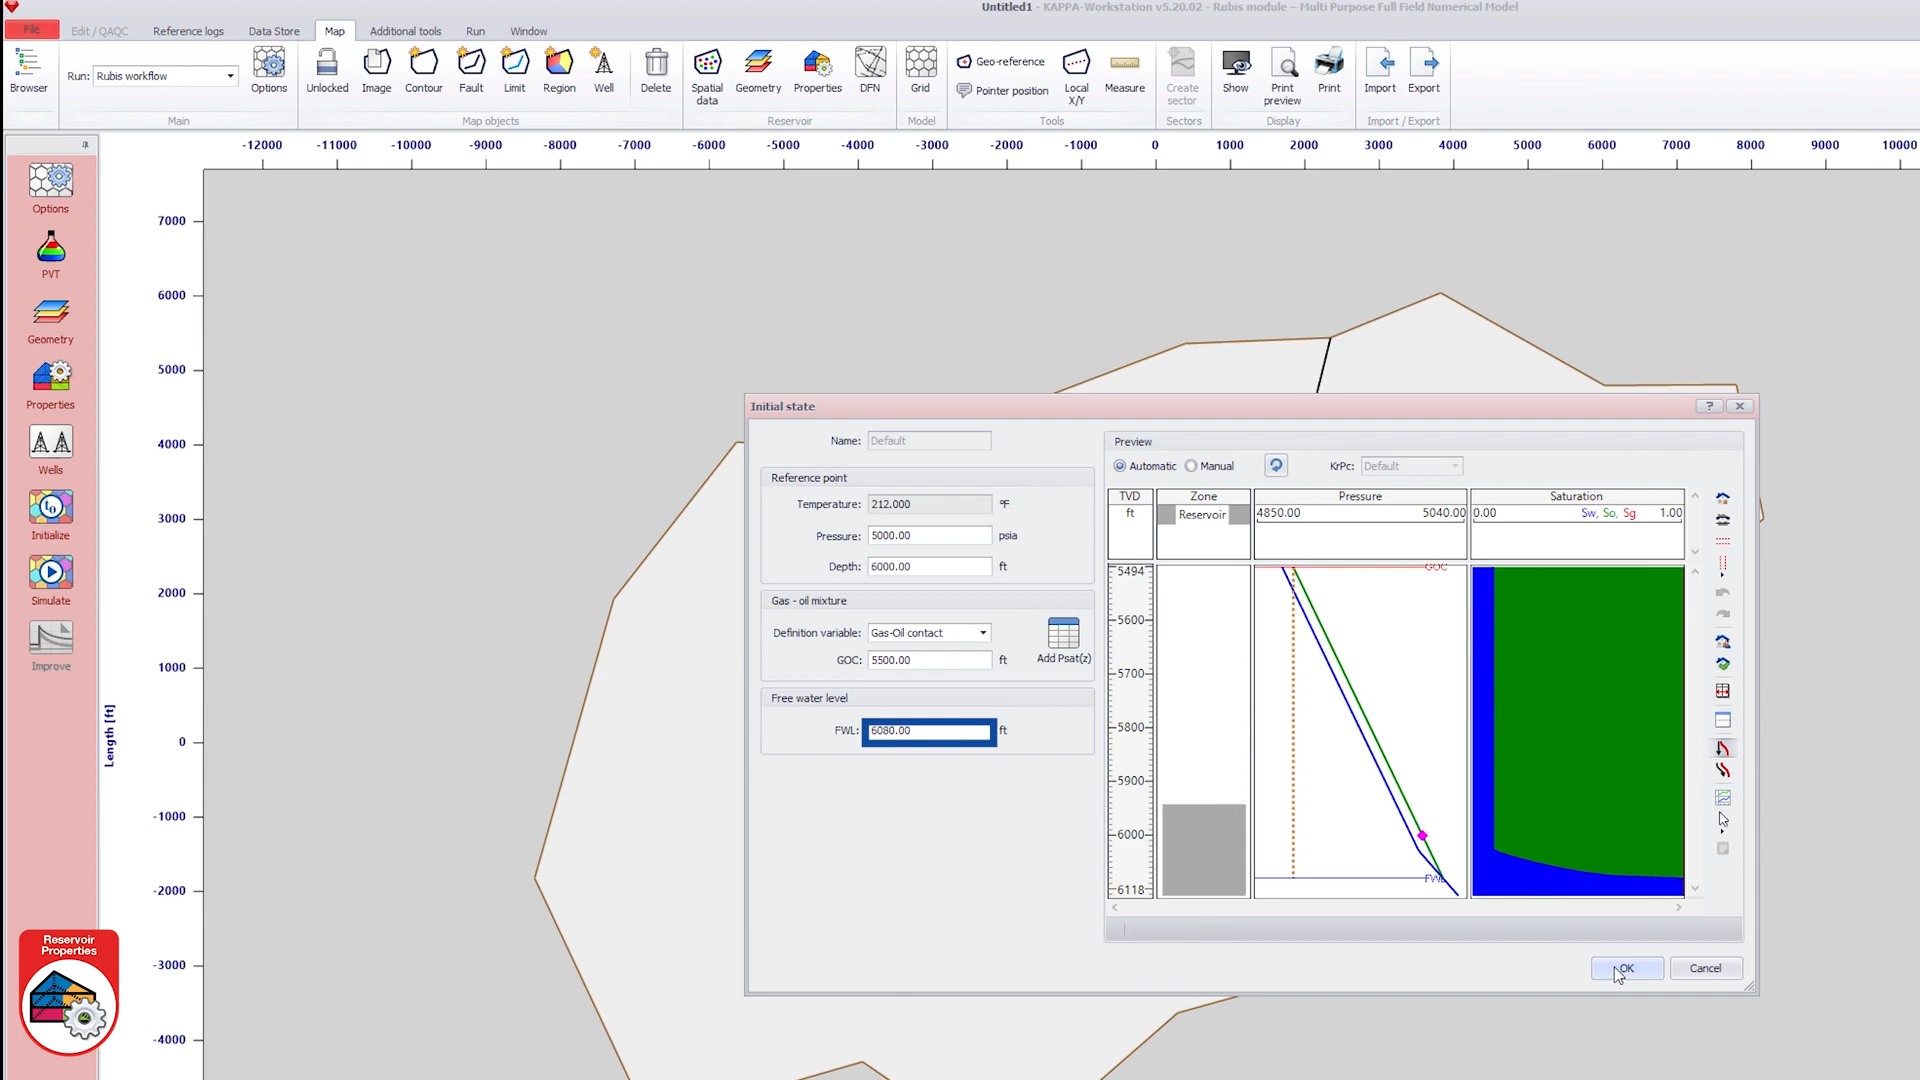 Untitled1 - KAPPA-Workstation v5.20.02 - Rubis module – Multi Purpose Full Field Numerical Model
File Edit / QAQC Reference logs Data Store Map Additional tools Run Window
Browser
Run: Rubis workflow
Options
Main
Unlocked Image Contour Fault Limit Region Well Delete
Map objects
Spatial data Geometry Properties DFN
Reservoir
Grid
Model
Geo-reference
Pointer position
Local X/Y
Measure
Tools
Create sector
Sectors
Show Print preview Print
Display
Import Export
Import / Export
-12000 -11000 -10000 -9000 -8000 -7000 -6000 -5000 -4000 -3000 -2000 -1000 0 1000 2000 3000 4000 5000 6000 7000 8000 9000 10000
Options
PVT
Geometry
Properties
Wells
t0
Initialize
Simulate
Improve
Reservoir
Properties
7000
6000
5000
4000
3000
2000
1000
0
-1000
-2000
-3000
-4000
Length [ft]
Initial state
?
Name: Default
Reference point
Temperature: 212.000 °F
Pressure: 5000.00 psia
Depth: 6000.00 ft
Gas - oil mixture
Definition variable: Gas-Oil contact
GOC: 5500.00 ft
Add Psat(z)
Free water level
FWL: 6080.00 ft
Preview
Automatic Manual KrPc: Default
TVD Zone Pressure Saturation
ft Reservoir 4850.00 5040.00 0.00 Sw, So, Sg 1.00
5494
5600
5700
5800
5900
6000
6118
GOC
FWL
OK Cancel